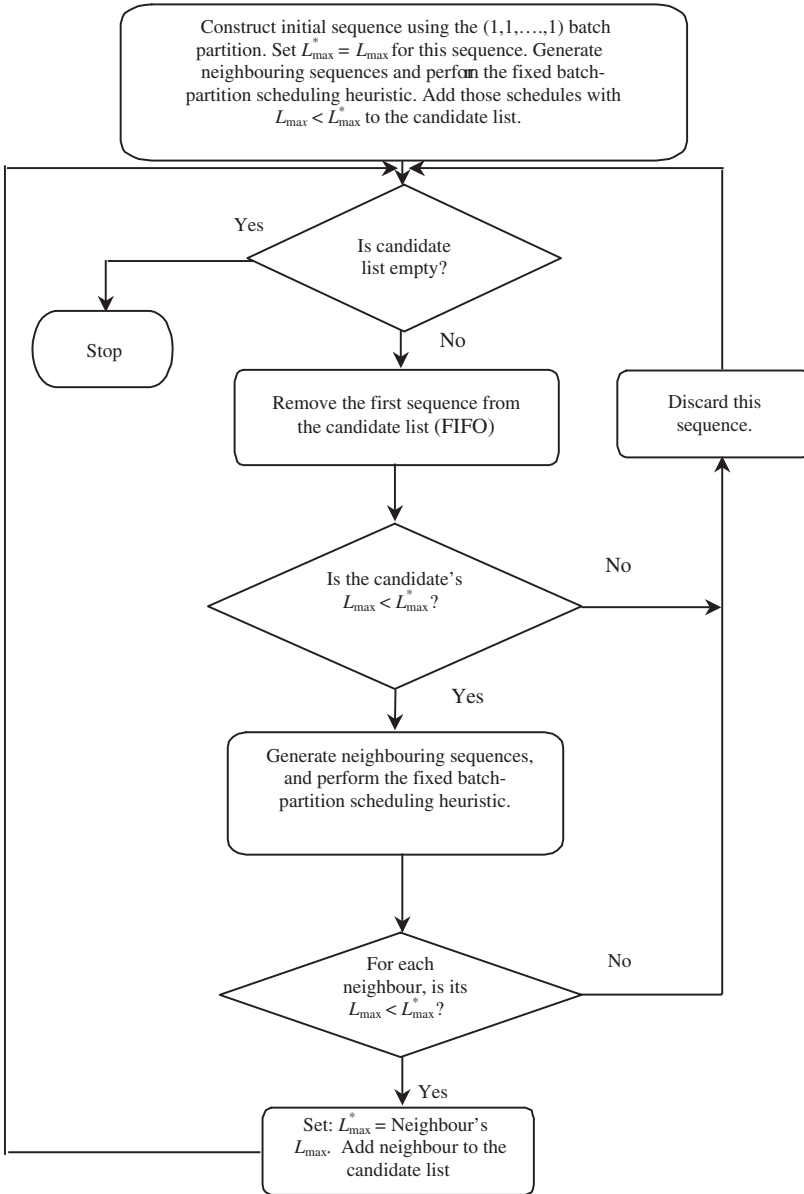 Construct initial sequence using the (1,1,….,1) batch
partition. Set L*max = Lmax for this sequence. Generate
neighbouring sequences and perform the fixed batch-
partition scheduling heuristic. Add those schedules with
Lmax < L*max to the candidate list.
Yes
Is candidate
list empty?
Stop
No
Remove the first sequence from
the candidate list (FIFO)
Discard this
sequence.
Is the candidate's
Lmax < L*max?
No
Yes
Generate neighbouring sequences,
and perform the fixed batch-
partition scheduling heuristic.
For each
neighbour, is its
Lmax < L*max?
No
Yes
Set: L*max = Neighbour's
Lmax. Add neighbour to the
candidate list